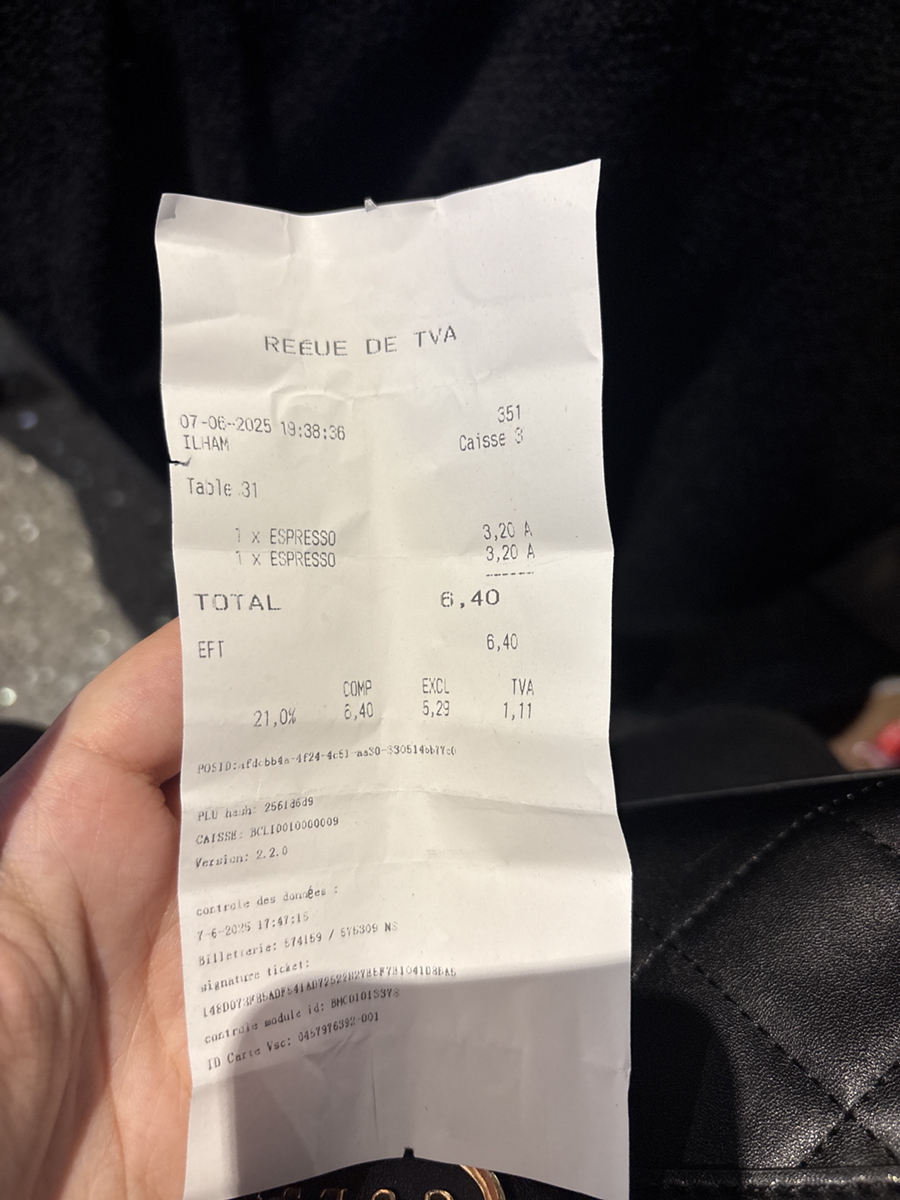 REÉUE DE TVA
07-06-2025 19:38:36 351
ILHAM Caisse 3
Table 31
1 x ESPRESSO 3,20 A
1 x ESPRESSO 3,20 A
-------
TOTAL 6,40
EFT 6,40
COMP EXCL TVA
21,0% 6,40 5,29 1,11
PLU hash: 2561d6d9
CAISSE: BCL10010000009
Version: 2.2.0
controle des données :
7-6-2025 17:47:15
Billetterie: 574159 / 576309 NS
signature ticket:
controle module id:
ID Carte Vsc: 0457976392-001